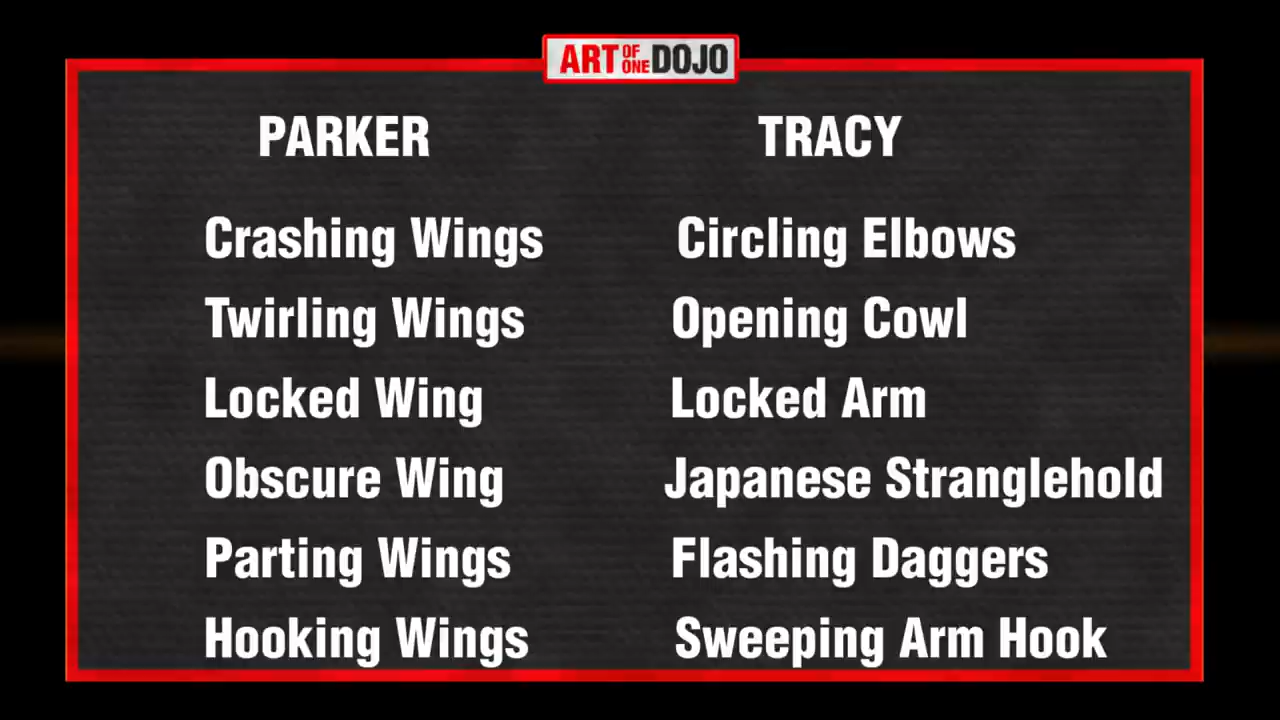 ART OF ONE DOJO
PARKER TRACY
Crashing Wings Circling Elbows
Twirling Wings Opening Cowl
Locked Wing Locked Arm
Obscure Wing Japanese Stranglehold
Parting Wings Flashing Daggers
Hooking Wings Sweeping Arm Hook